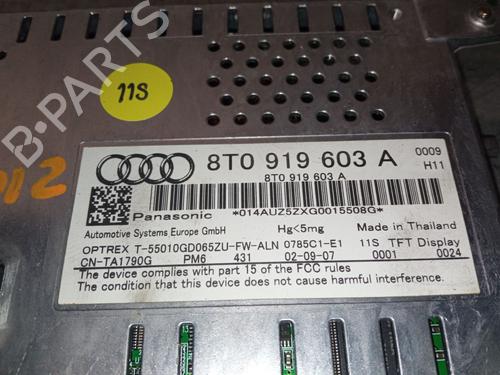 11S
B-PARTS
8T0 919 603 A
0009
H11
8T0 919 603 A
Panasonic
*014AUZ5ZXG0015508G*
Automotive Systems Europe GmbH
Hg<5mg
Made in Thailand
OPTREX T-55010GD065ZU-FW-ALN 0785C1-E1 11S TFT Display
CN-TA1790G PM6 431 02-09-07 0001 0024
The device complies with part 15 of the FCC rules
Condition that this device does not cause harmful interference.